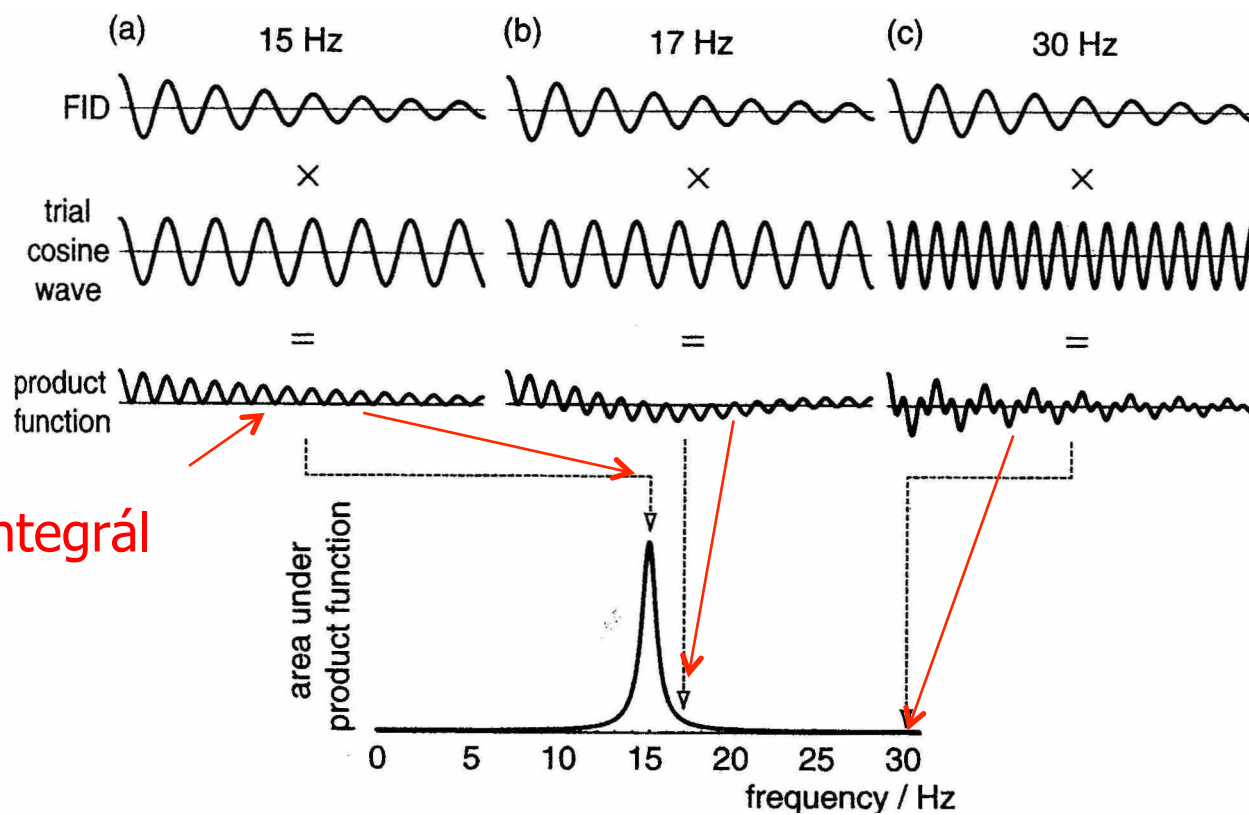 (a) 15 Hz (b) 17 Hz (c) 30 Hz
FID
× × ×
trial
cosine
wave
= = =
product
function
ntegrál
area under
product function
0 5 10 15 20 25 30
frequency / Hz